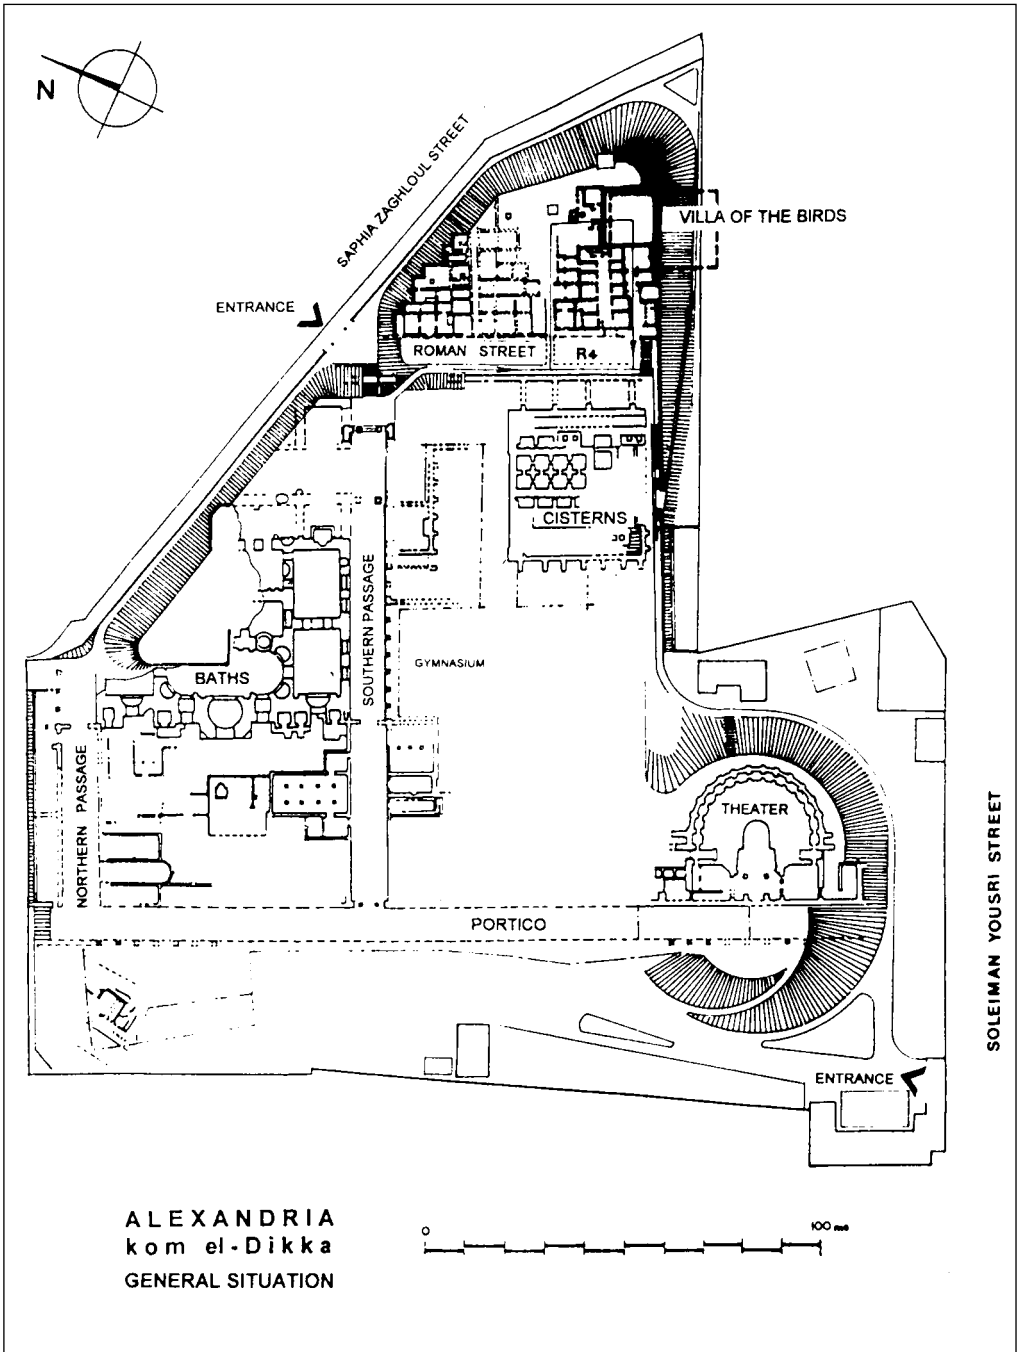 N
SAPHIA ZAGHLOUL STREET
VILLA OF THE BIRDS
ENTRANCE
ROMAN STREET
R4
CISTERNS
SOUTHERN PASSAGE
GYMNASIUM
BATHS
NORTHERN PASSAGE
THEATER
PORTICO
SOLEIMAN YOUSRI STREET
ENTRANCE
ALEXANDRIA
kom el-Dikka
GENERAL SITUATION
0
100 ms